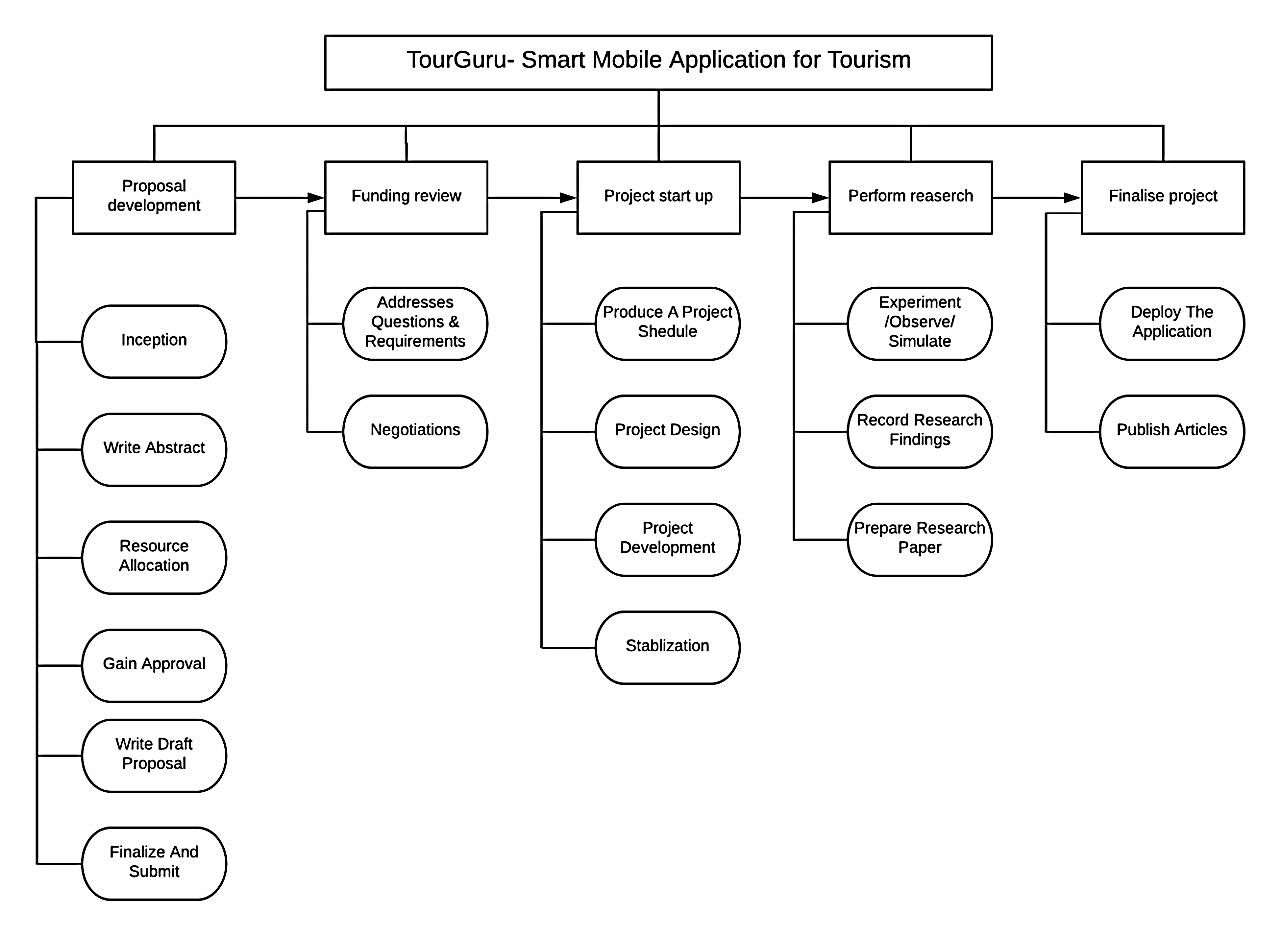 TourGuru- Smart Mobile Application for Tourism
Proposal
development
Funding review
Project start up
Perform reaserch
Finalise project
Inception
Write Abstract
Resource
Allocation
Gain Approval
Write Draft
Proposal
Finalize And
Submit
Addresses
Questions &
Requirements
Negotiations
Produce A Project
Shedule
Project Design
Project
Development
Stablization
Experiment
/Observe/
Simulate
Record Research
Findings
Prepare Research
Paper
Deploy The
Application
Publish Articles